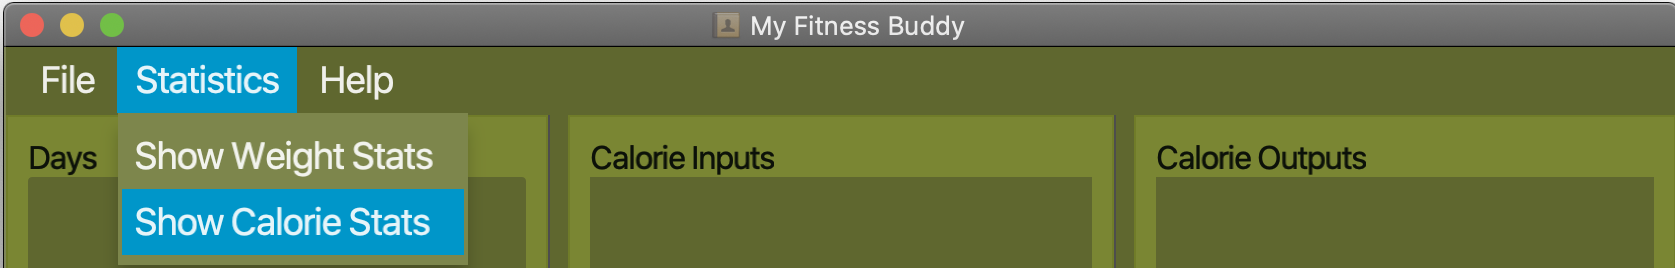 My Fitness Buddy
File Statistics Help
Show Weight Stats
Show Calorie Stats
Days
Calorie Inputs
Calorie Outputs